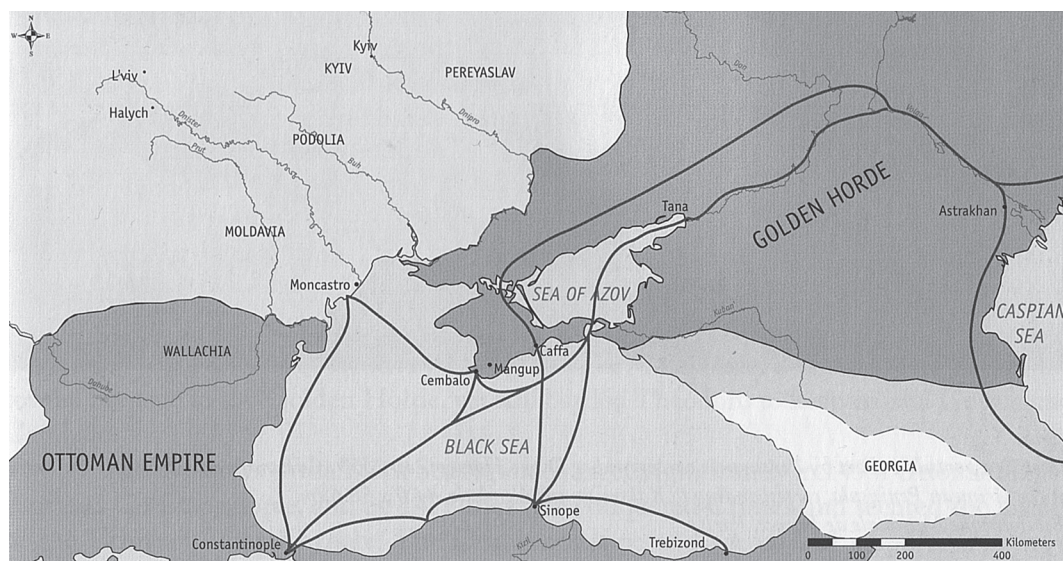 N
W E
S
Kyiv
KYIV
PEREYASLAV
L'viv
Halych
Dnister
Prut
PODOLIA
Buh
Dnipro
Don
Volga
MOLDAVIA
Tana
GOLDEN HORDE
Astrakhan
Moncastro
SEA OF AZOV
CASPIAN
SEA
Kuban'
WALLACHIA
Danube
Caffa
Mangup
Cembalo
BLACK SEA
OTTOMAN EMPIRE
GEORGIA
Sinope
Constantinople
Trebizond
Kizil
Kilometers
0 100 200 400